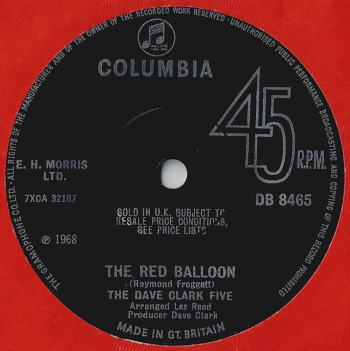 ALL RIGHTS OF THE MANUFACTURER AND OF THE OWNER OF THE RECORDED WORK RESERVED · UNAUTHORISED PUBLIC PERFORMANCE BROADCASTING AND COPYING OF THIS RECORD PROHIBITED
THE GRAMOPHONE CO. LTD.
COLUMBIA
45
R.P.M.
E. H. MORRIS
LTD.
7XCA 32187
DB 8465
SOLD IN U.K. SUBJECT TO
RESALE PRICE CONDITIONS,
SEE PRICE LISTS
℗ 1968
THE RED BALLOON
(Raymond Froggatt)
THE DAVE CLARK FIVE
Arranged Les Reed
Producer Dave Clark
MADE IN GT. BRITAIN